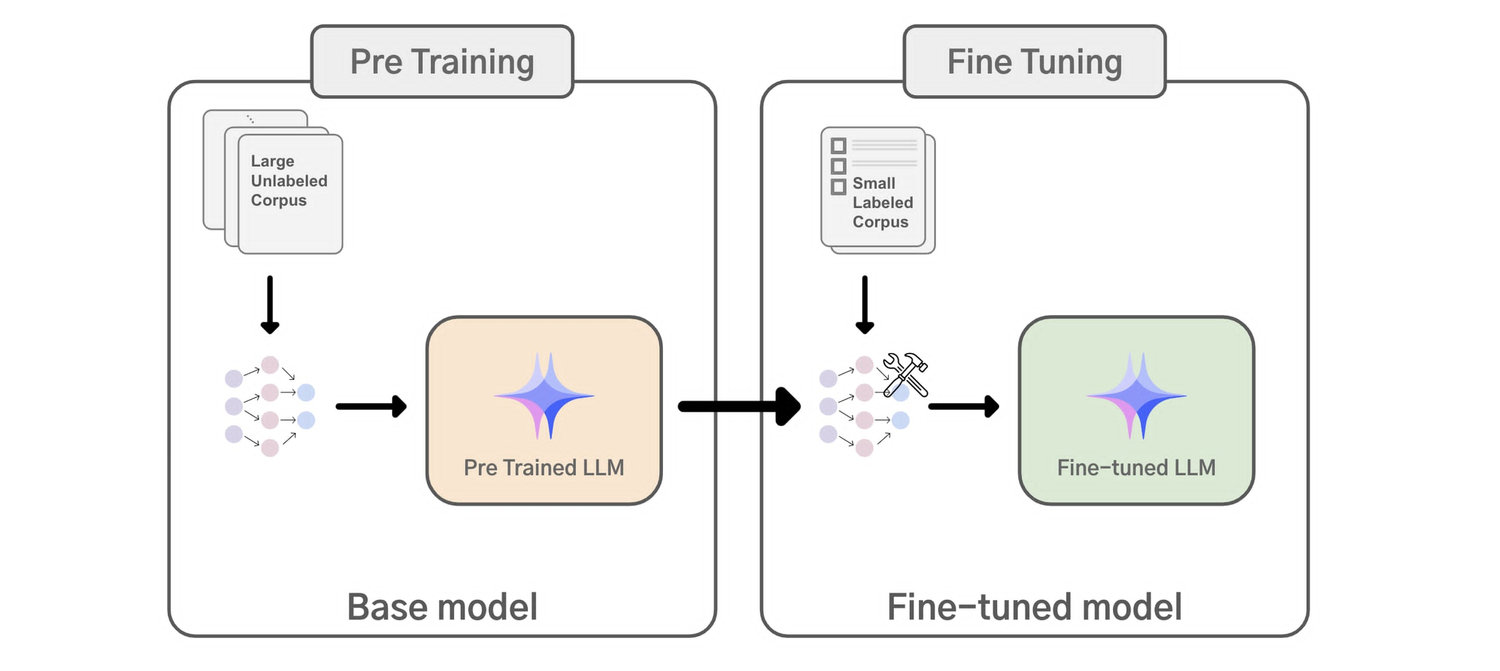 Pre Training
Large
Unlabeled
Corpus
Pre Trained LLM
Base model
Fine Tuning
Small
Labeled
Corpus
Fine-tuned LLM
Fine-tuned model